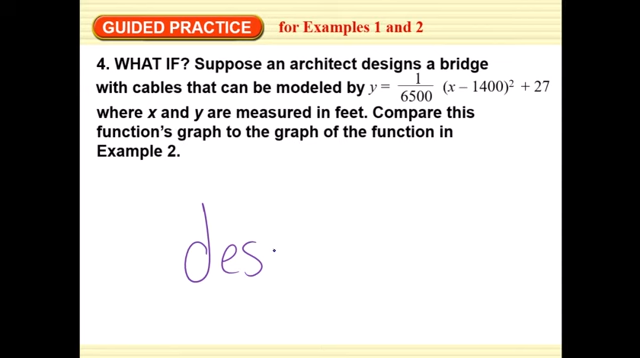 GUIDED PRACTICE for Examples 1 and 2
4. WHAT IF? Suppose an architect designs a bridge
with cables that can be modeled by y = 1/6500 (x – 1400)² + 27
where x and y are measured in feet. Compare this
function's graph to the graph of the function in
Example 2.
des